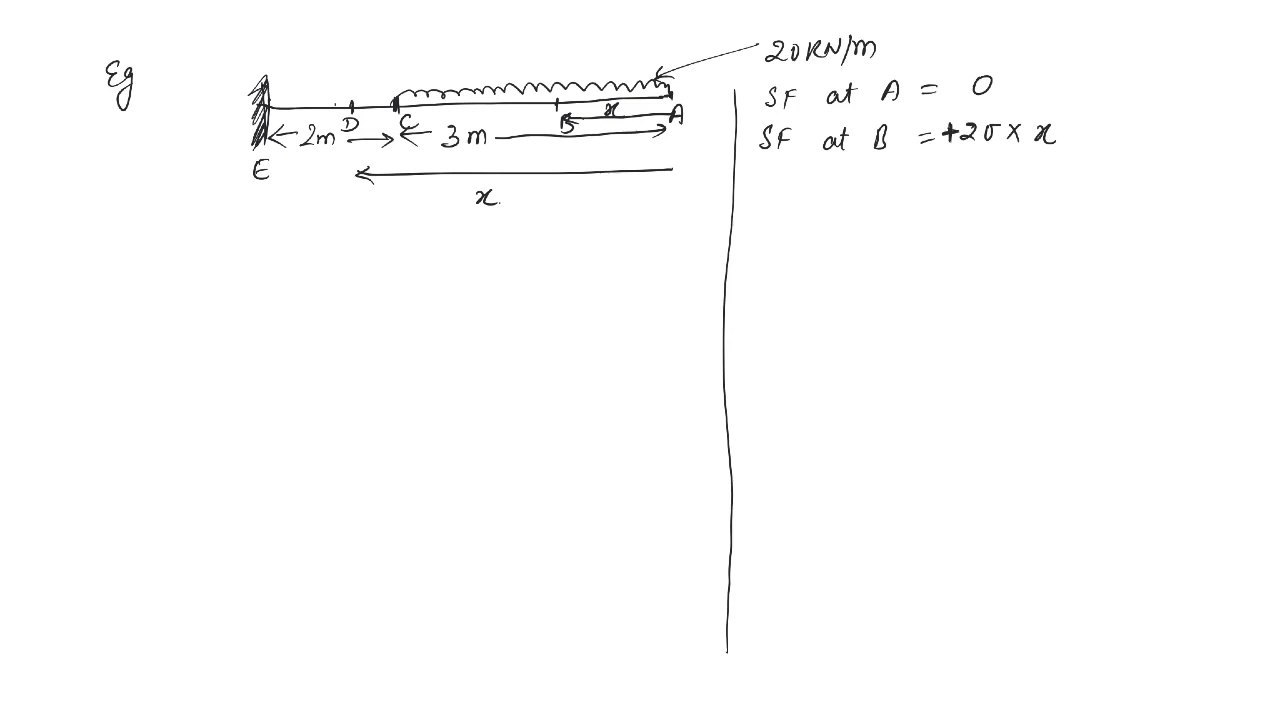 Eg
20KN/m
SF at A = 0
SF at B = +20 × x
x
D C B A
2m 3m
E
x